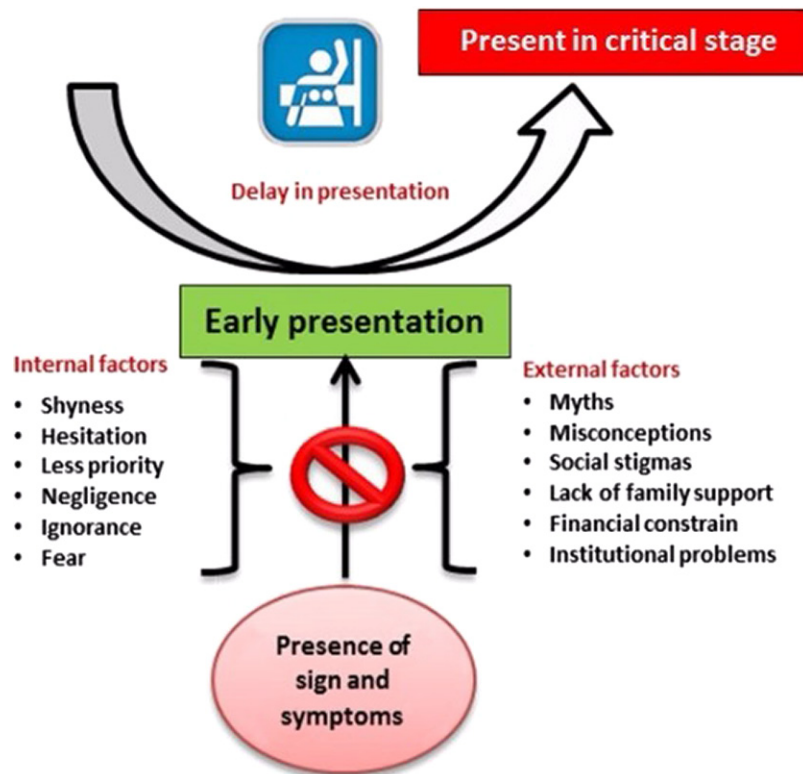 Present in critical stage
Delay in presentation
Early presentation
Internal factors
• Shyness
• Hesitation
• Less priority
• Negligence
• Ignorance
• Fear
External factors
• Myths
• Misconceptions
• Social stigmas
• Lack of family support
• Financial constrain
• Institutional problems
Presence of
sign and
symptoms